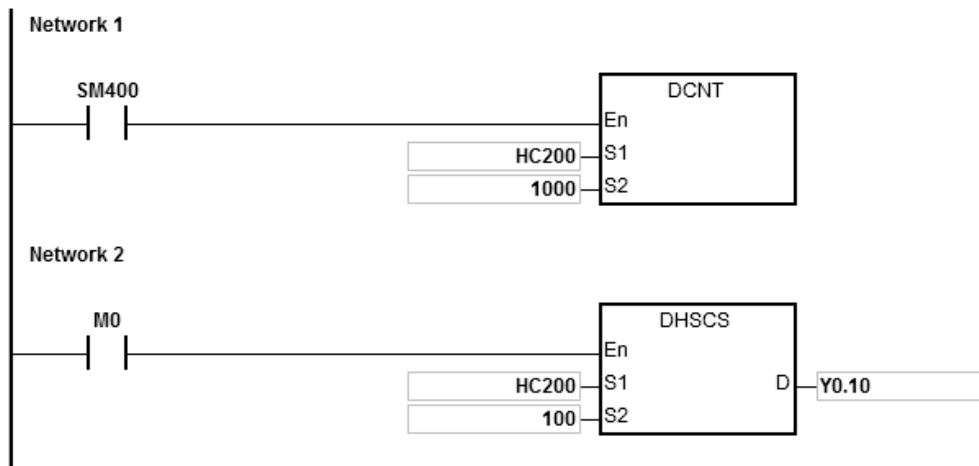 Network 1
SM400
DCNT
En
HC200 S1
1000 S2
Network 2
M0
DHSCS
En
HC200 S1 D Y0.10
100 S2